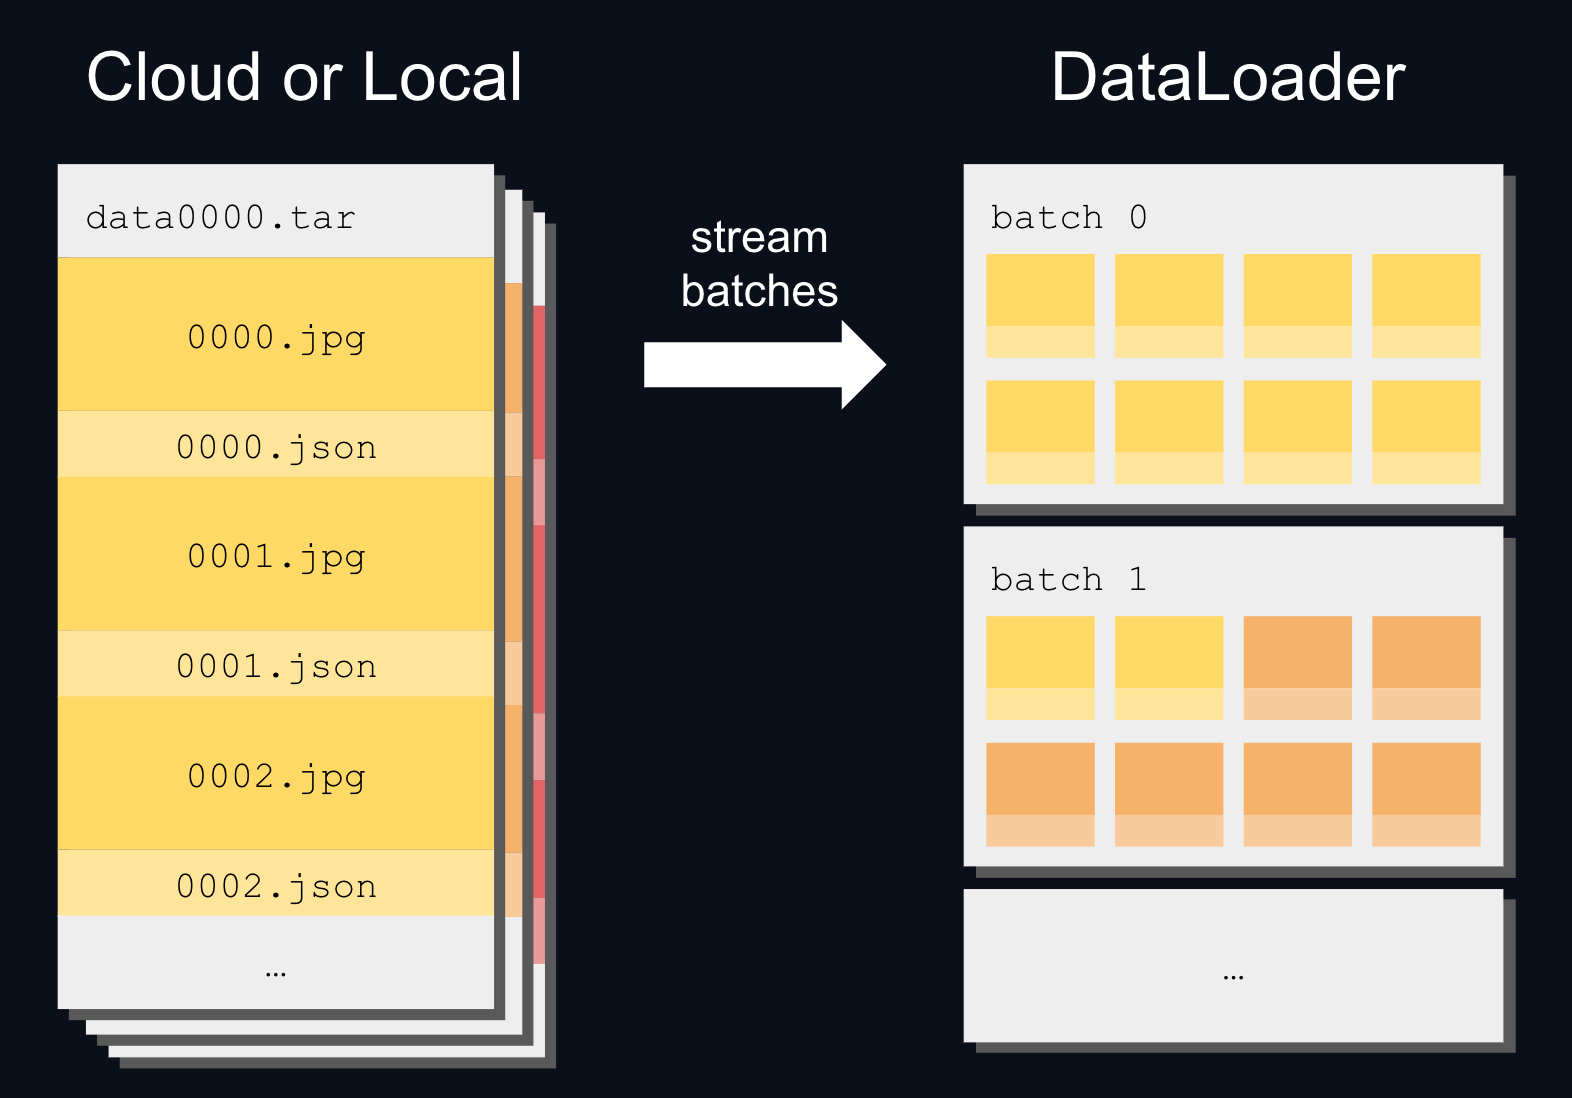 Cloud or Local
data0000.tar
0000.jpg
0000.json
0001.jpg
0001.json
0002.jpg
0002.json
…
stream
batches
DataLoader
batch 0
batch 1
…